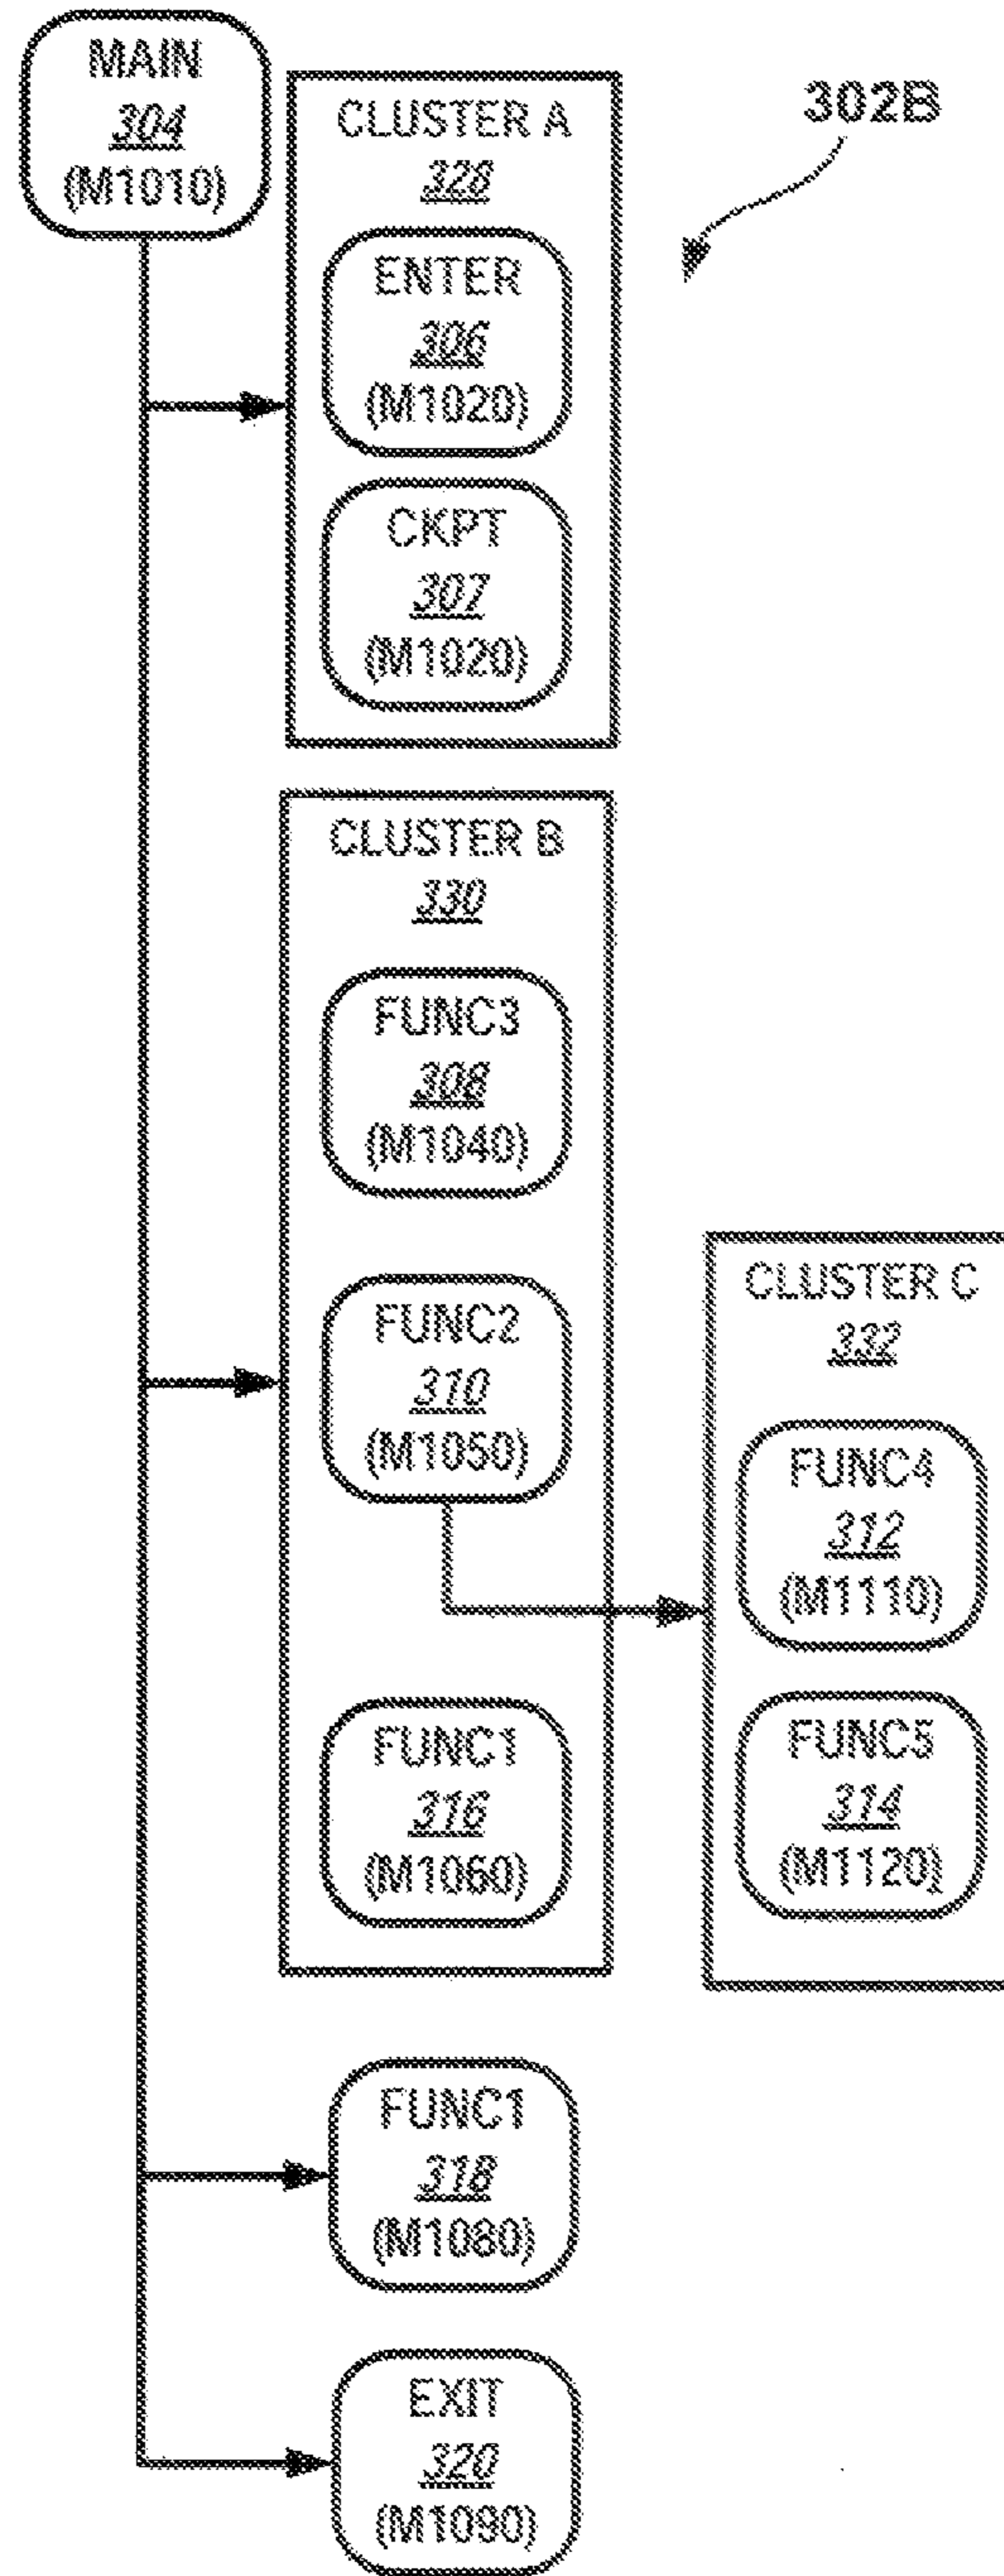 MAIN
304
(M1010)
302B
CLUSTER A
328
ENTER
306
(M1020)
CKPT
307
(M1020)
CLUSTER B
330
FUNC3
308
(M1040)
FUNC2
310
(M1050)
CLUSTER C
332
FUNC4
312
(M1110)
FUNC5
314
(M1120)
FUNC1
316
(M1060)
FUNC1
318
(M1080)
EXIT
320
(M1090)